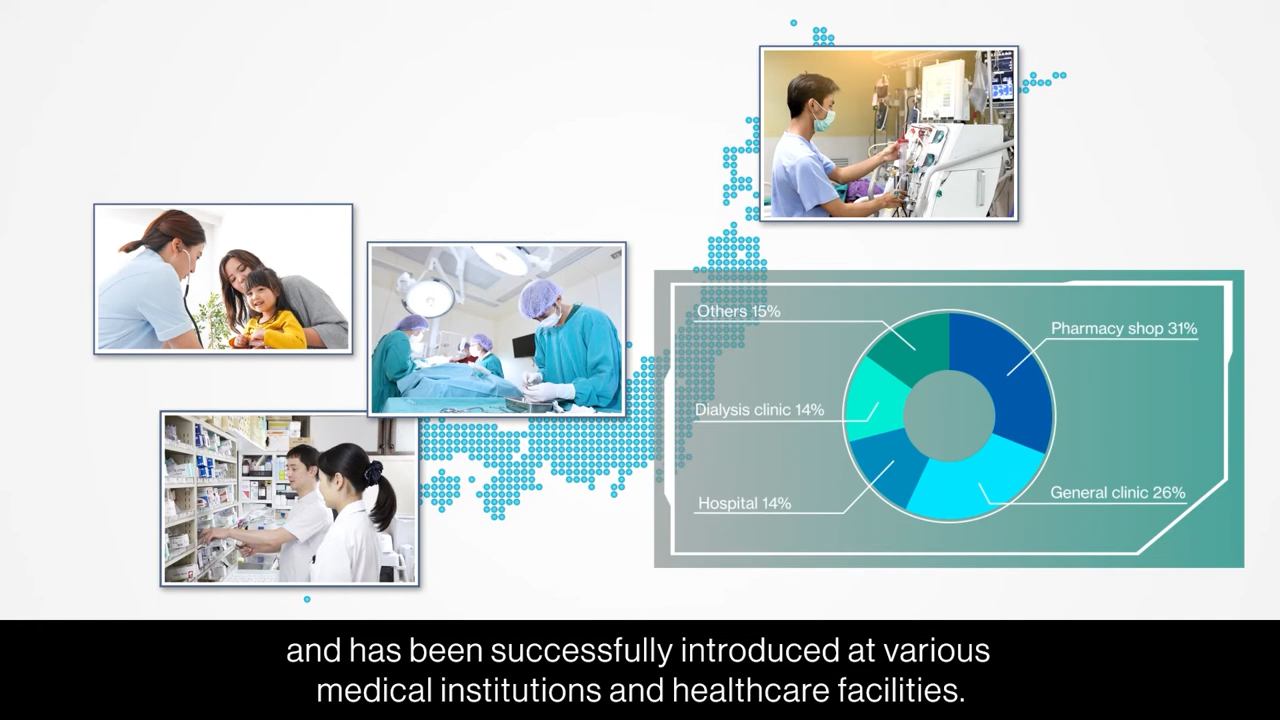 Others 15%
Pharmacy shop 31%
Dialysis clinic 14%
Hospital 14%
General clinic 26%
and has been successfully introduced at various
medical institutions and healthcare facilities.